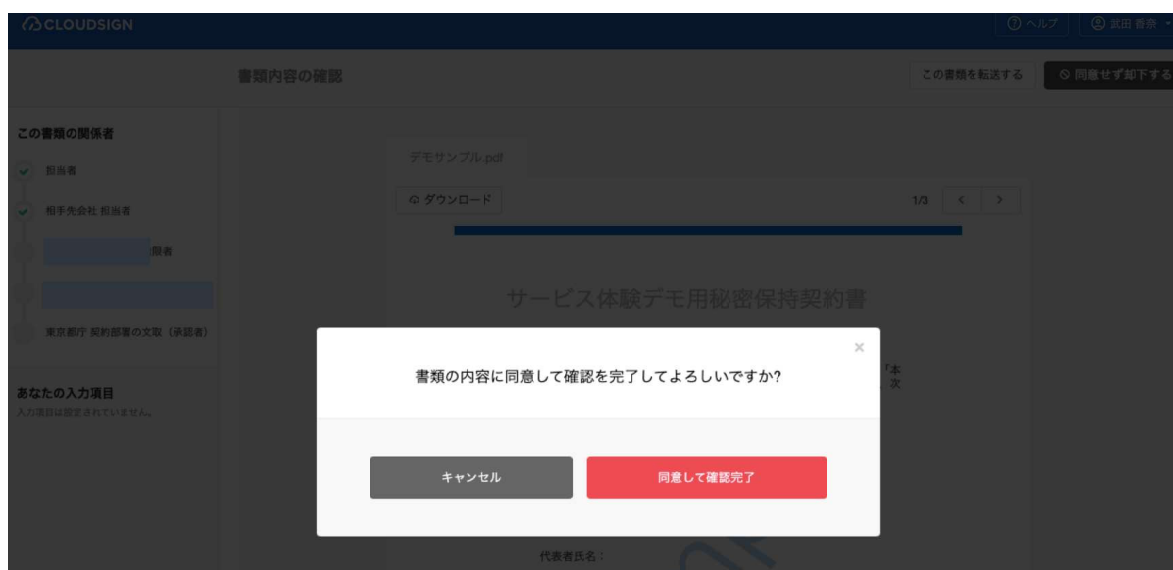 CLOUDSIGN
ヘルプ
武田 香奈
書類内容の確認
この書類を転送する
同意せず却下する
この書類の関係者
担当者
相手先会社 担当者
限者
東京都庁 契約部署の文取（承認者）
あなたの入力項目
入力項目は設定されていません。
デモサンプル.pdf
ダウンロード
1/3
サービス体験デモ用秘密保持契約書
「本
次
×
書類の内容に同意して確認を完了してよろしいですか?
キャンセル
同意して確認完了
代表者氏名：